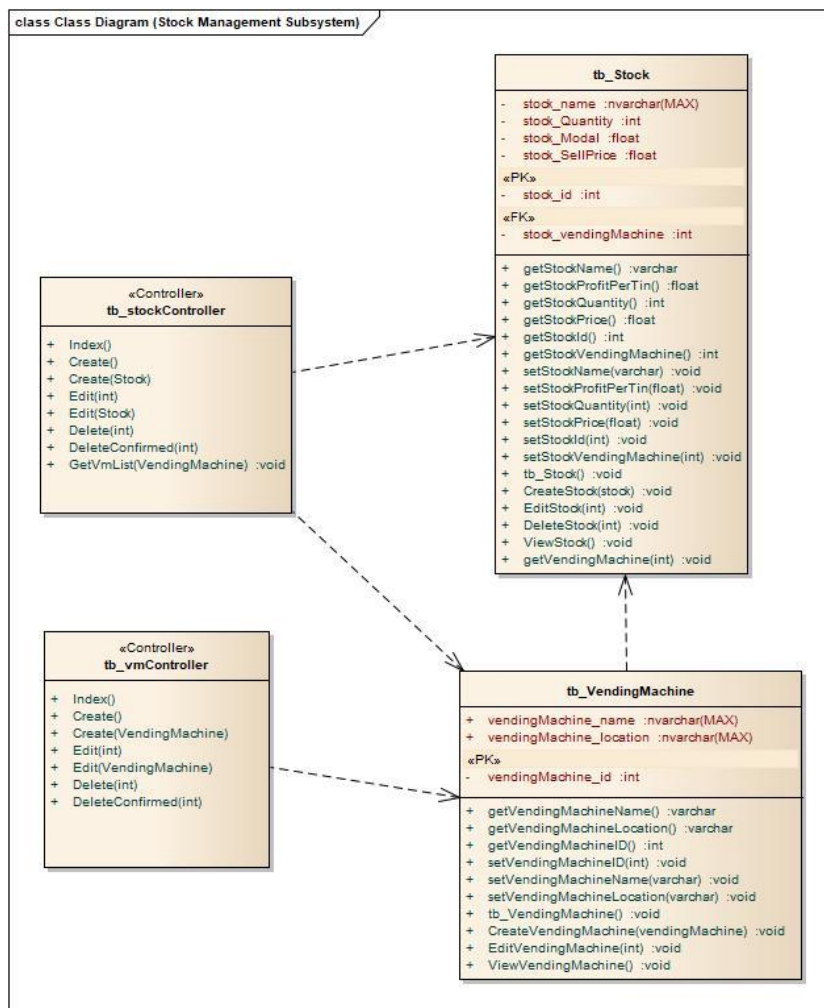 class Class Diagram (Stock Management Subsystem)
tb_Stock
- stock_name :nvarchar(MAX)
- stock_Quantity :int
- stock_Modal :float
- stock_SellPrice :float
«PK»
- stock_id :int
«FK»
- stock_vendingMachine :int
+ getStockName() :varchar
+ getStockProfitPerTin() :float
+ getStockQuantity() :int
+ getStockPrice() :float
+ getStockId() :int
+ getStockVendingMachine() :int
+ setStockName(varchar) :void
+ setStockProfitPerTin(float) :void
+ setStockQuantity(int) :void
+ setStockPrice(float) :void
+ setStockId(int) :void
+ setStockVendingMachine(int) :void
+ tb_Stock() :void
+ CreateStock(stock) :void
+ EditStock(int) :void
+ DeleteStock(int) :void
+ ViewStock() :void
+ getVendingMachine(int) :void
«Controller»
tb_stockController
+ Index()
+ Create()
+ Create(Stock)
+ Edit(int)
+ Edit(Stock)
+ Delete(int)
+ DeleteConfirmed(int)
+ GetVmList(VendingMachine) :void
«Controller»
tb_vmController
+ Index()
+ Create()
+ Create(VendingMachine)
+ Edit(int)
+ Edit(VendingMachine)
+ Delete(int)
+ DeleteConfirmed(int)
tb_VendingMachine
+ vendingMachine_name :nvarchar(MAX)
+ vendingMachine_location :nvarchar(MAX)
«PK»
- vendingMachine_id :int
+ getVendingMachineName() :varchar
+ getVendingMachineLocation() :varchar
+ getVendingMachineID() :int
+ setVendingMachineID(int) :void
+ setVendingMachineName(varchar) :void
+ setVendingMachineLocation(varchar) :void
+ tb_VendingMachine() :void
+ CreateVendingMachine(vendingMachine) :void
+ EditVendingMachine(int) :void
+ ViewVendingMachine() :void